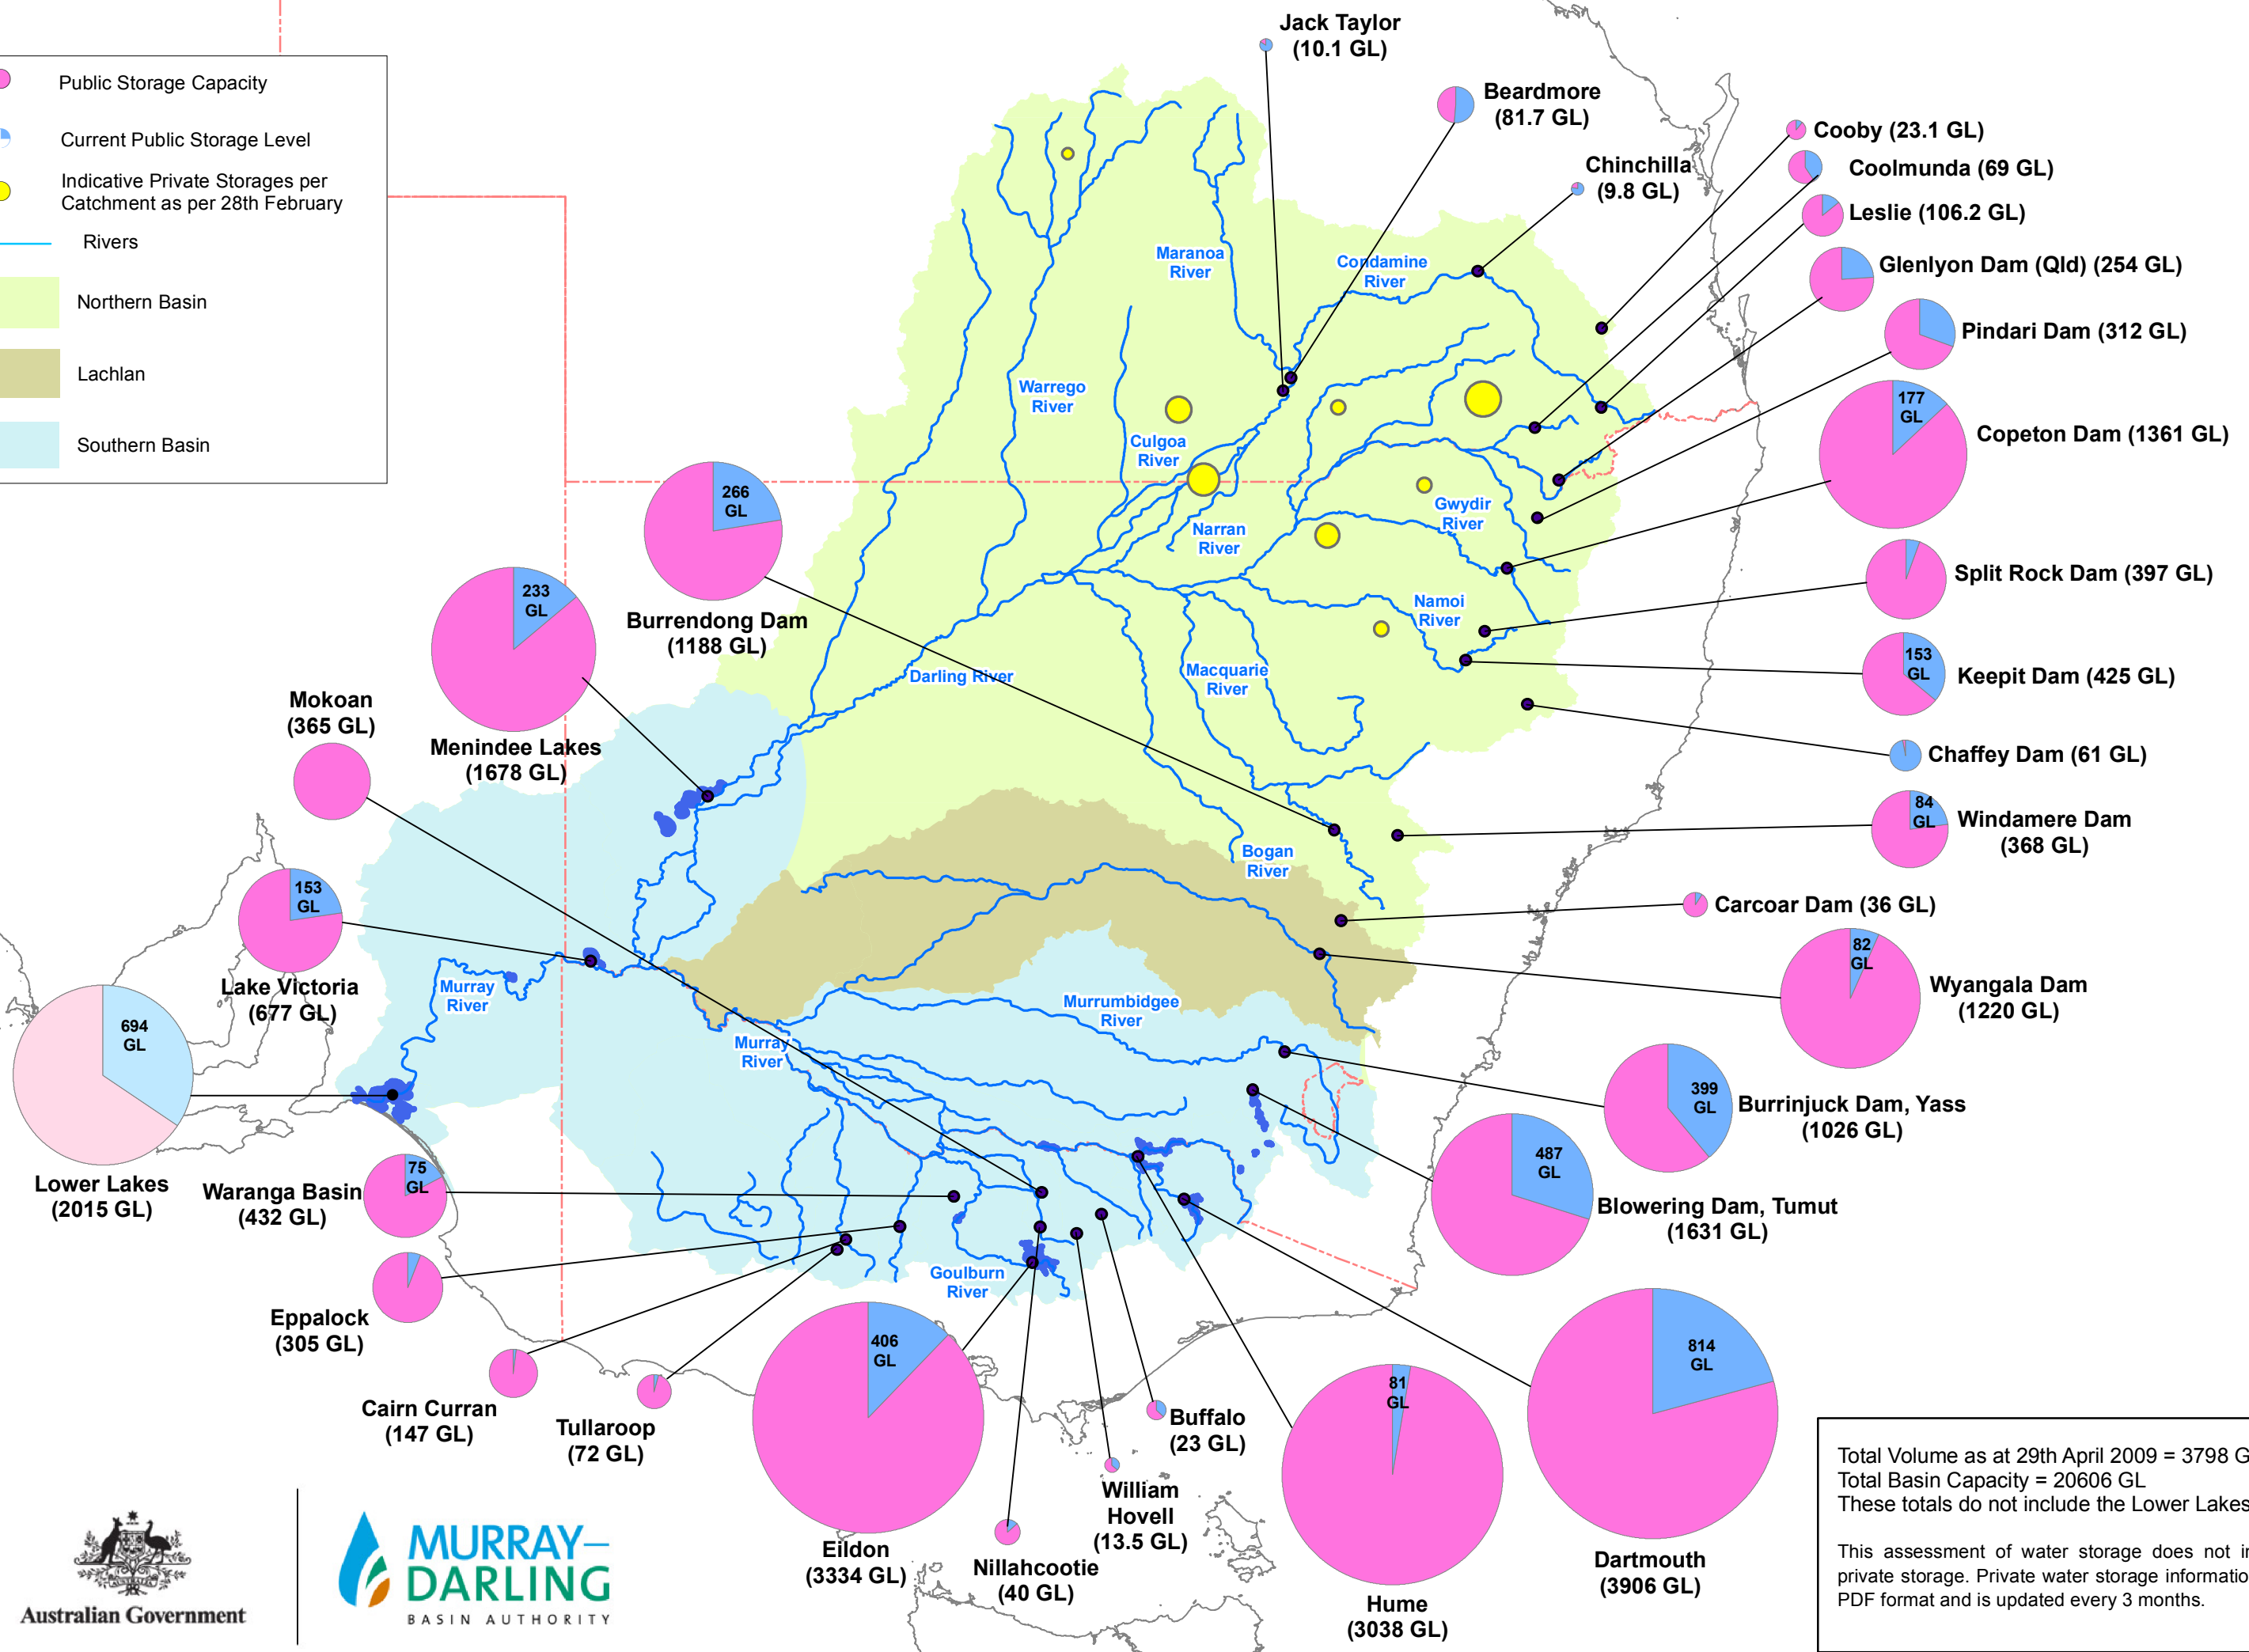 Public Storage Capacity
Current Public Storage Level
Indicative Private Storages per
Catchment as per 28th February
Rivers
Northern Basin
Lachlan
Southern Basin
Jack Taylor
(10.1 GL)
Beardmore
(81.7 GL)
Chinchilla
(9.8 GL)
Cooby (23.1 GL)
Coolmunda (69 GL)
Leslie (106.2 GL)
Glenlyon Dam (Qld) (254 GL)
Pindari Dam (312 GL)
177
GL
Copeton Dam (1361 GL)
Split Rock Dam (397 GL)
153
GL
Keepit Dam (425 GL)
Chaffey Dam (61 GL)
84
GL
Windamere Dam
(368 GL)
Carcoar Dam (36 GL)
82
GL
Wyangala Dam
(1220 GL)
399
GL
Burrinjuck Dam, Yass
(1026 GL)
487
GL
Blowering Dam, Tumut
(1631 GL)
814
GL
Dartmouth
(3906 GL)
81
GL
Hume
(3038 GL)
Buffalo
(23 GL)
William
Hovell
(13.5 GL)
Nillahcootie
(40 GL)
406
GL
Eildon
(3334 GL)
Tullaroop
(72 GL)
Cairn Curran
(147 GL)
Eppalock
(305 GL)
75
GL
Waranga Basin
(432 GL)
694
GL
Lower Lakes
(2015 GL)
153
GL
Lake Victoria
(677 GL)
Mokoan
(365 GL)
233
GL
Menindee Lakes
(1678 GL)
266
GL
Burrendong Dam
(1188 GL)
Maranoa
River
Condamine
River
Warrego
River
Culgoa
River
Narran
River
Gwydir
River
Namoi
River
Macquarie
River
Darling River
Bogan
River
Murray
River
Murrumbidgee
River
Murray
River
Goulburn
River
Australian Government
MURRAY–
DARLING
BASIN AUTHORITY
Total Volume as at 29th April 2009 = 3798 G
Total Basin Capacity = 20606 GL
These totals do not include the Lower Lakes
This assessment of water storage does not in
private storage. Private water storage informatio
PDF format and is updated every 3 months.